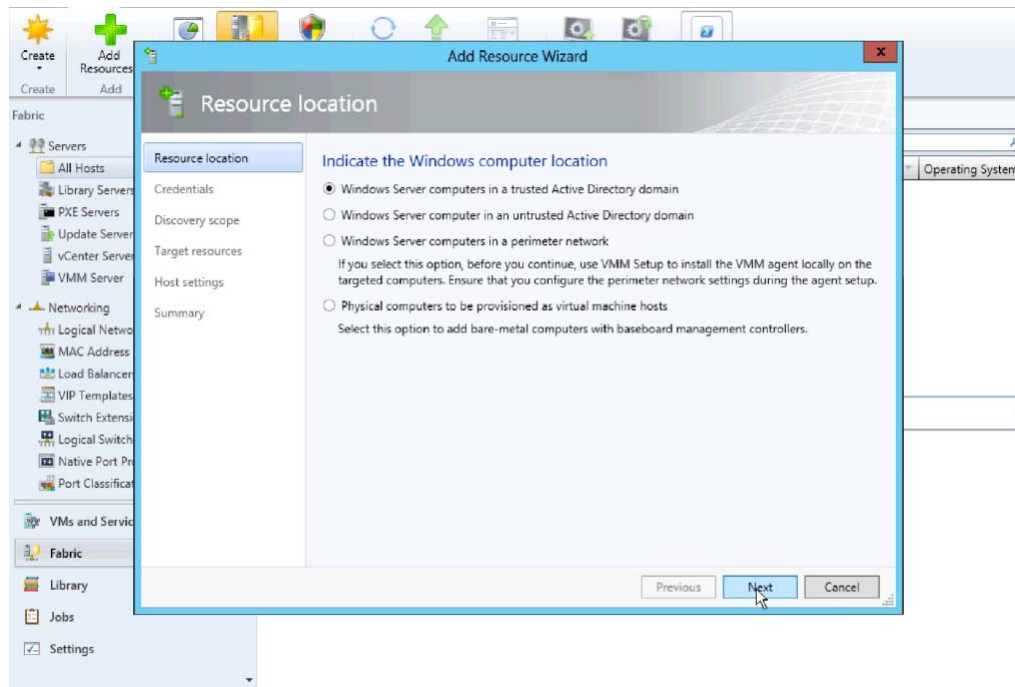 Create
Add
Resources
Create
Add
Fabric
Servers
All Hosts
Library Servers
PXE Servers
Update Server
vCenter Server
VMM Server
Networking
Logical Netwo
MAC Address
Load Balancer
VIP Templates
Switch Extensi
Logical Switch
Native Port Pr
Port Classificat
VMs and Servic
Fabric
Library
Jobs
Settings
Add Resource Wizard
x
Resource location
Resource location
Credentials
Discovery scope
Target resources
Host settings
Summary
Indicate the Windows computer location
Windows Server computers in a trusted Active Directory domain
Windows Server computer in an untrusted Active Directory domain
Windows Server computers in a perimeter network
If you select this option, before you continue, use VMM Setup to install the VMM agent locally on the
targeted computers. Ensure that you configure the perimeter network settings during the agent setup.
Physical computers to be provisioned as virtual machine hosts
Select this option to add bare-metal computers with baseboard management controllers.
Previous
Next
Cancel
Operating System